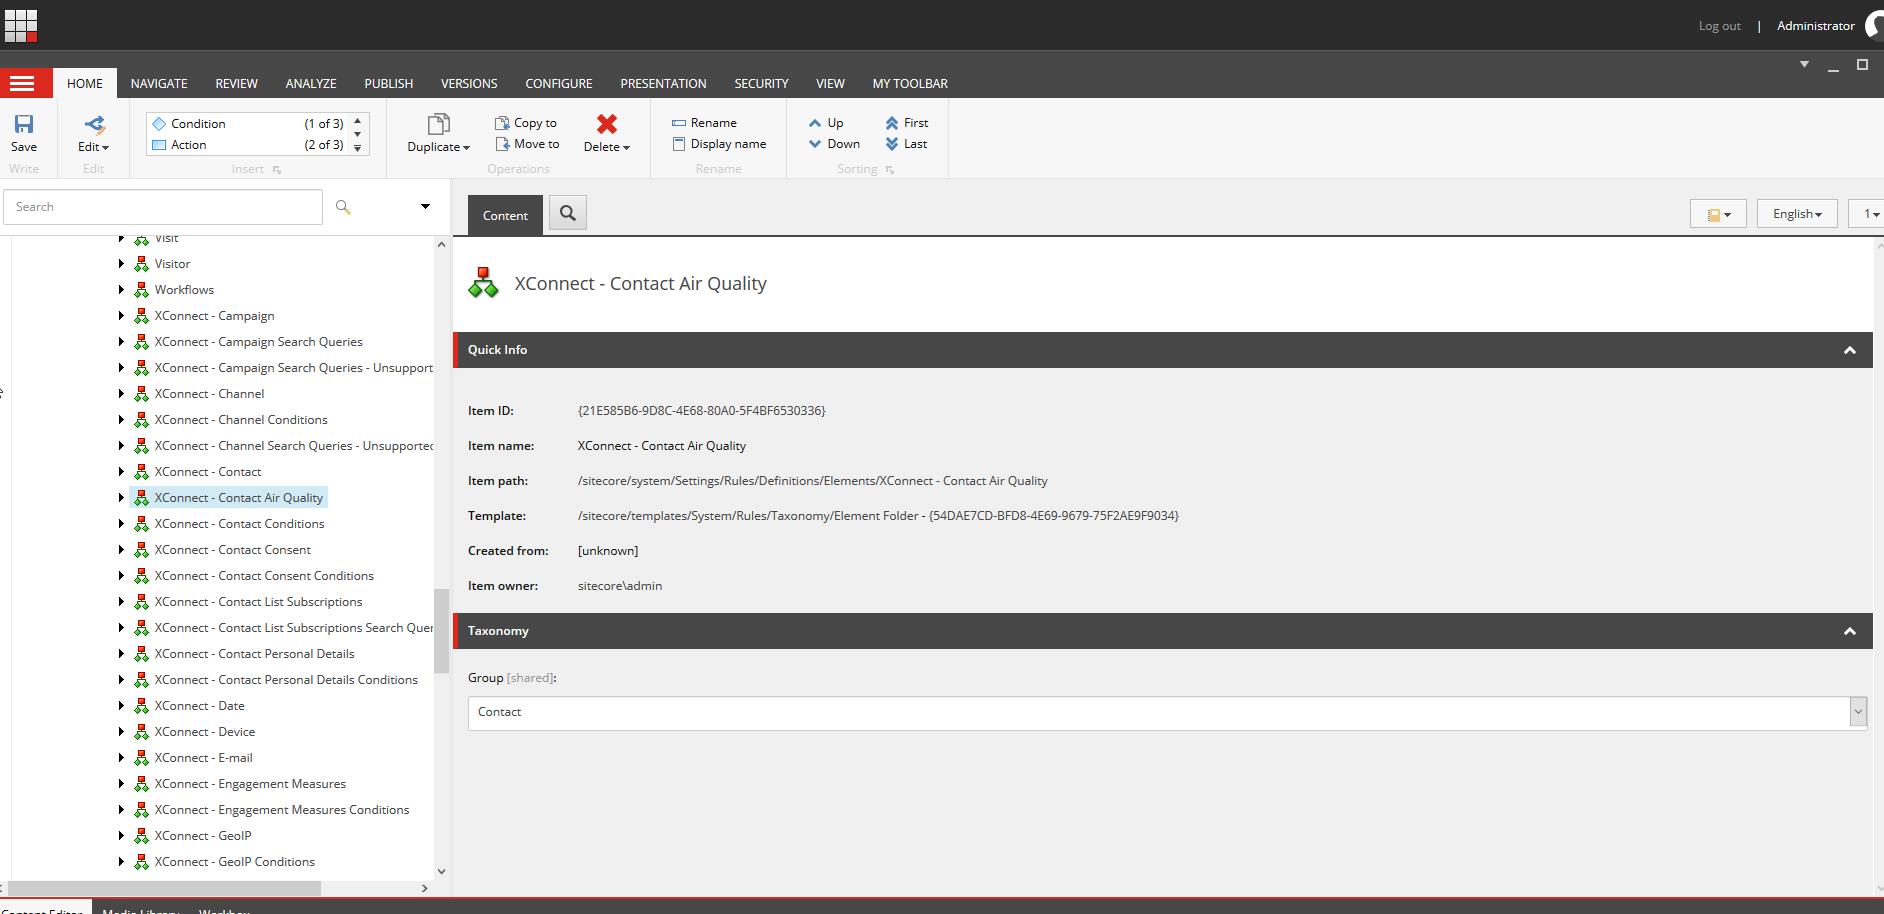 Log out | Administrator
HOME NAVIGATE REVIEW ANALYZE PUBLISH VERSIONS CONFIGURE PRESENTATION SECURITY VIEW MY TOOLBAR
Condition (1 of 3) Copy to Rename Up First
Save Edit Action (2 of 3) Duplicate Move to Delete Display name Down Last
Write Edit Insert Operations Rename Sorting
Search
Content English 1
Visit
Visitor
Workflows
XConnect - Campaign
XConnect - Campaign Search Queries
XConnect - Campaign Search Queries - Unsupport
XConnect - Channel
XConnect - Channel Conditions
XConnect - Channel Search Queries - Unsupported
XConnect - Contact
XConnect - Contact Air Quality
XConnect - Contact Conditions
XConnect - Contact Consent
XConnect - Contact Consent Conditions
XConnect - Contact List Subscriptions
XConnect - Contact List Subscriptions Search Quer
XConnect - Contact Personal Details
XConnect - Contact Personal Details Conditions
XConnect - Date
XConnect - Device
XConnect - E-mail
XConnect - Engagement Measures
XConnect - Engagement Measures Conditions
XConnect - GeoIP
XConnect - GeoIP Conditions
XConnect - Contact Air Quality
Quick Info
Item ID: {21E585B6-9D8C-4E68-80A0-5F4BF6530336}
Item name: XConnect - Contact Air Quality
Item path: /sitecore/system/Settings/Rules/Definitions/Elements/XConnect - Contact Air Quality
Template: /sitecore/templates/System/Rules/Taxonomy/Element Folder - {54DAE7CD-BFD8-4E69-9679-75F2AE9F9034}
Created from: [unknown]
Item owner: sitecore\admin
Taxonomy
Group [shared]:
Contact
Content Editor Media Library Workbox